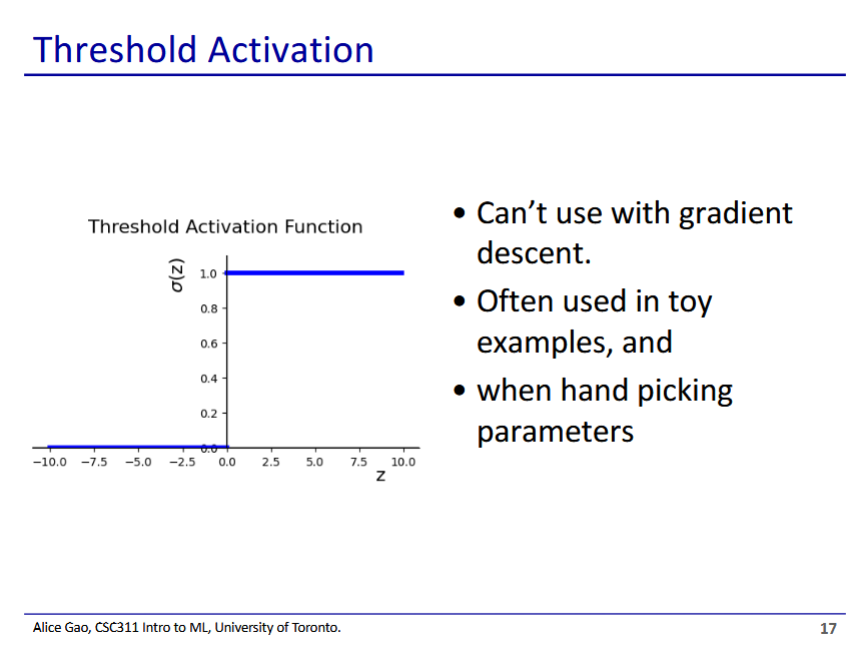 Threshold Activation
Threshold Activation Function
σ(z)
1.0
0.8
0.6
0.4
0.2
0.0
−10.0 −7.5 −5.0 −2.5 0.0 2.5 5.0 7.5 10.0
z
• Can’t use with gradient
descent.
• Often used in toy
examples, and
• when hand picking
parameters
Alice Gao, CSC311 Intro to ML, University of Toronto.
17